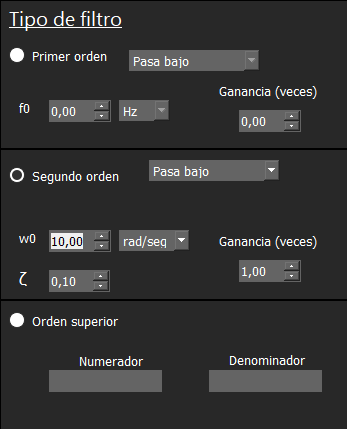 Tipo de filtro
Primer orden
Pasa bajo
Ganancia (veces)
f0
0,00
Hz
0,00
Segundo orden
Pasa bajo
w0
10,00
rad/seg
Ganancia (veces)
ζ
0,10
1,00
Orden superior
Numerador
Denominador